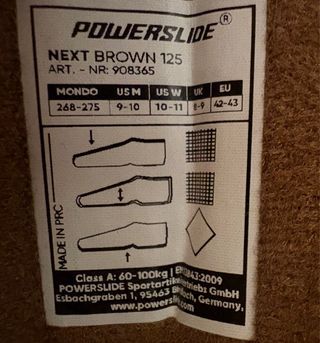 POWERSLIDE®
NEXT BROWN 125
ART. - NR: 908365
MONDO US M US W UK EU
268-275 9-10 10-11 8-9 42-43
MADE IN PRC
Class A: 60-100kg | :2009
POWERSLIDE Sportartikelvertriebs GmbH
Esbachgraben 1, 95463 Bindlach, Germany,
www.powerslide.com